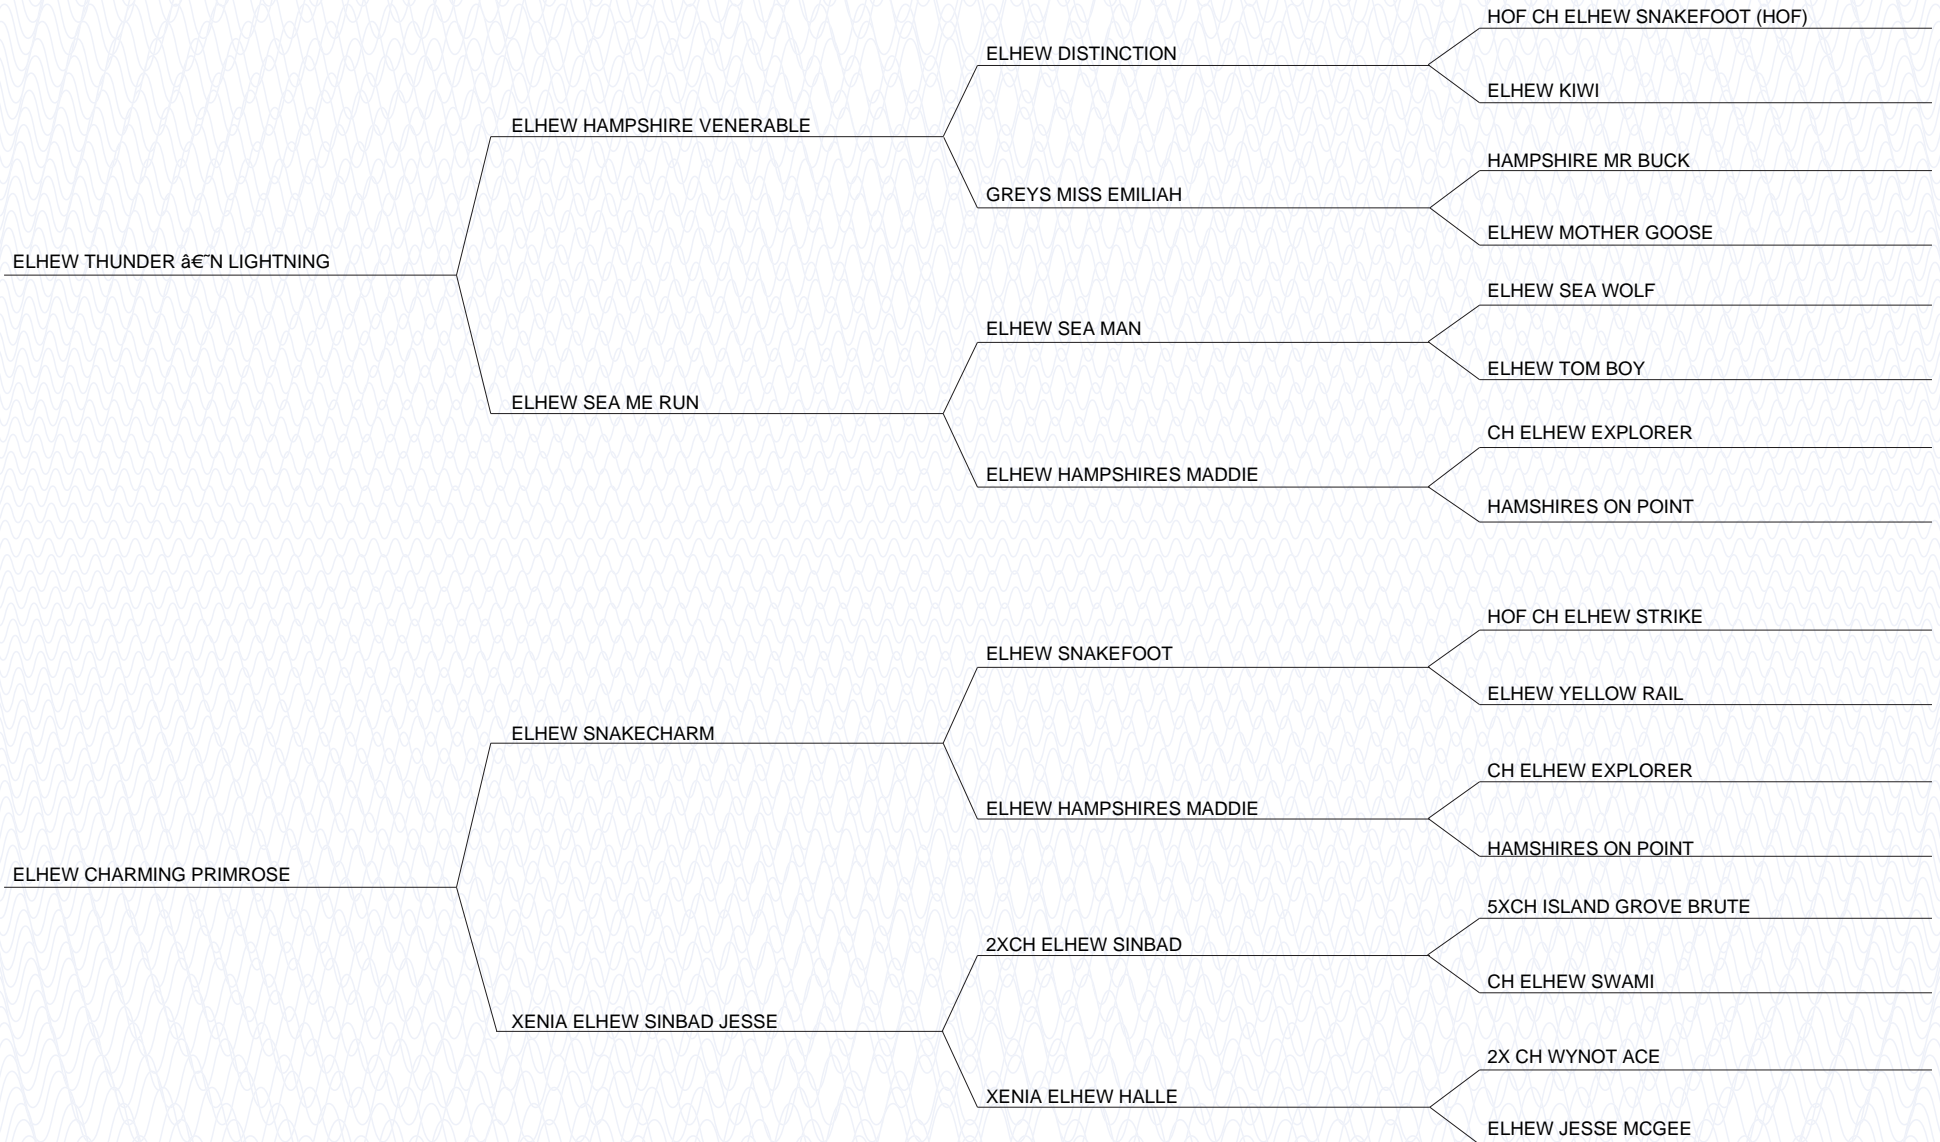 HOF CH ELHEW SNAKEFOOT (HOF)
ELHEW DISTINCTION
ELHEW KIWI
ELHEW HAMPSHIRE VENERABLE
HAMPSHIRE MR BUCK
GREYS MISS EMILIAH
ELHEW MOTHER GOOSE
ELHEW THUNDER â€˜N LIGHTNING
ELHEW SEA WOLF
ELHEW SEA MAN
ELHEW TOM BOY
ELHEW SEA ME RUN
CH ELHEW EXPLORER
ELHEW HAMPSHIRES MADDIE
HAMSHIRES ON POINT
HOF CH ELHEW STRIKE
ELHEW SNAKEFOOT
ELHEW YELLOW RAIL
ELHEW SNAKECHARM
CH ELHEW EXPLORER
ELHEW HAMPSHIRES MADDIE
HAMSHIRES ON POINT
ELHEW CHARMING PRIMROSE
5XCH ISLAND GROVE BRUTE
2XCH ELHEW SINBAD
CH ELHEW SWAMI
XENIA ELHEW SINBAD JESSE
2X CH WYNOT ACE
XENIA ELHEW HALLE
ELHEW JESSE MCGEE